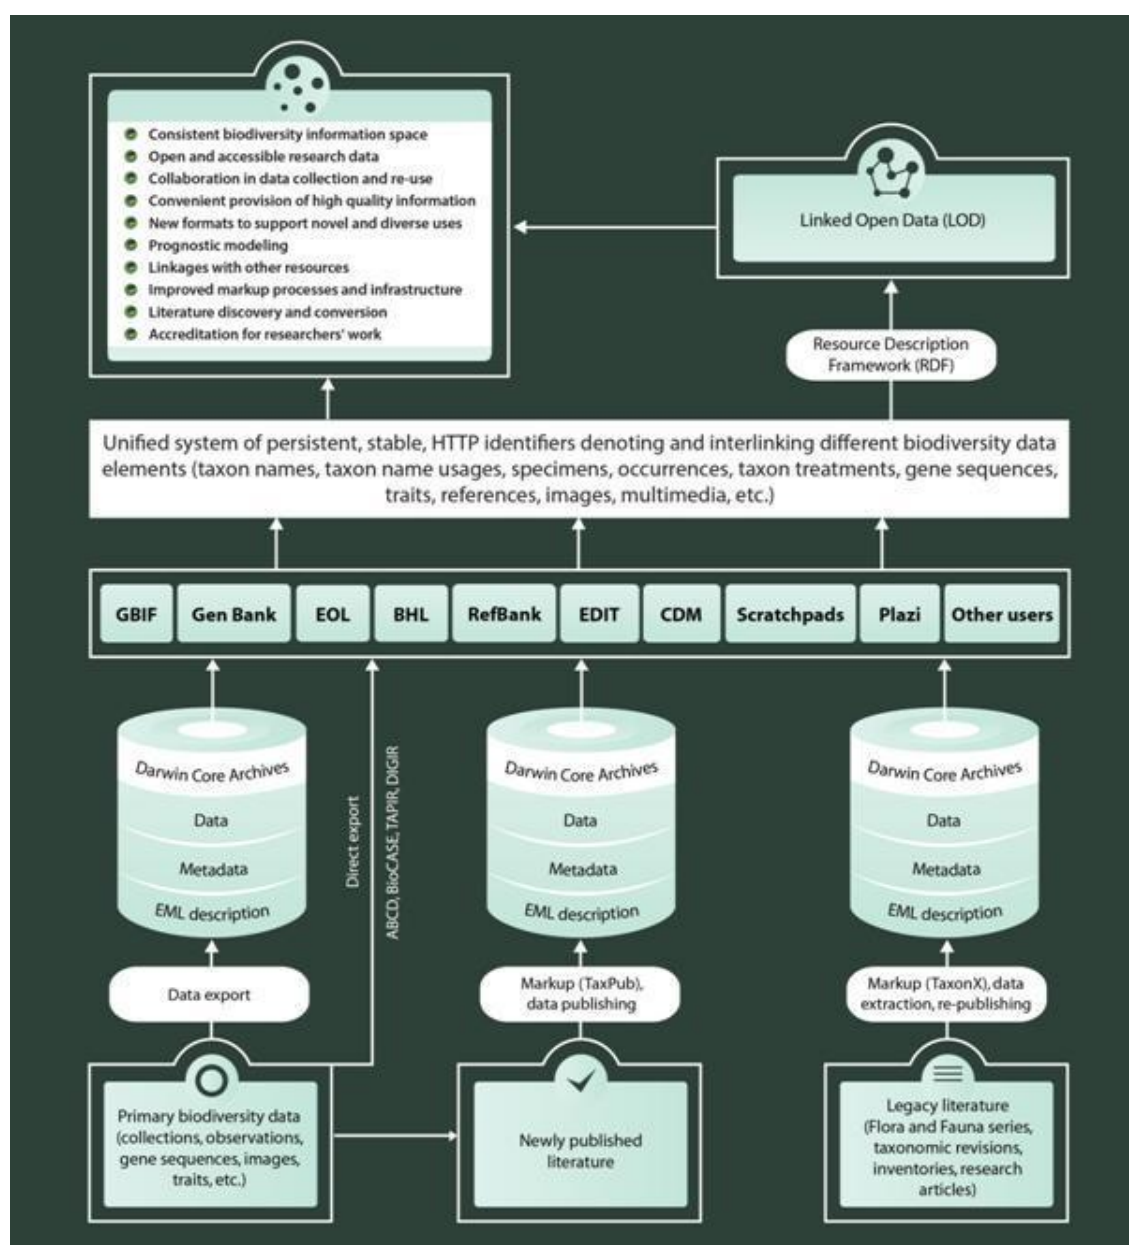 Consistent biodiversity information space
Open and accessible research data
Collaboration in data collection and re-use
Convenient provision of high quality information
New formats to support novel and diverse uses
Prognostic modeling
Linkages with other resources
Improved markup processes and infrastructure
Literature discovery and conversion
Accreditation for researchers' work
Linked Open Data (LOD)
Resource Description
Framework (RDF)
Unified system of persistent, stable, HTTP identifiers denoting and interlinking different biodiversity data
elements (taxon names, taxon name usages, specimens, occurrences, taxon treatments, gene sequences,
traits, references, images, multimedia, etc.)
GBIF
Gen Bank
EOL
BHL
RefBank
EDIT
CDM
Scratchpads
Plazi
Other users
Darwin Core Archives
Data
Metadata
EML description
Direct export
ABCD, BioCASE, TAPIR, DIGIR
Darwin Core Archives
Data
Metadata
EML description
Darwin Core Archives
Data
Metadata
EML description
Data export
Markup (TaxPub),
data publishing
Markup (TaxonX), data
extraction, re-publishing
Primary biodiversity data
(collections, observations,
gene sequences, images,
traits, etc.)
Newly published
literature
Legacy literature
(Flora and Fauna series,
taxonomic revisions,
inventories, research
articles)